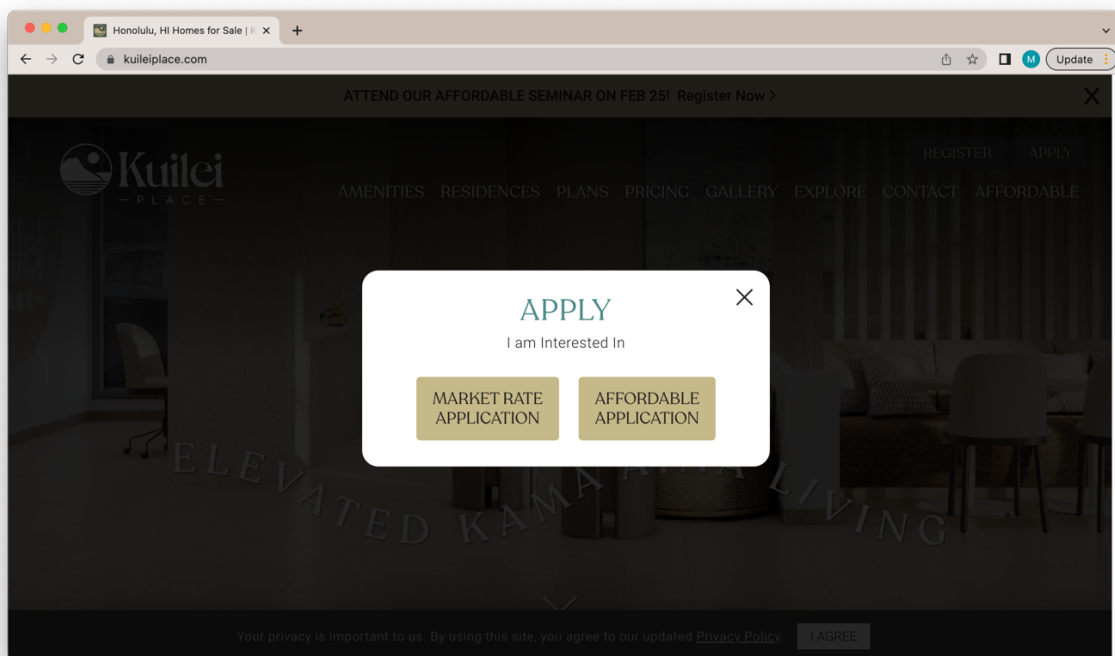 Honolulu, HI Homes for Sale | K
kuileiplace.com
M
Update
ATTEND OUR AFFORDABLE SEMINAR ON FEB 25! Register Now >
REGISTER APPLY
Kuilei
– PLACE –
AMENITIES RESIDENCES PLANS PRICING GALLERY EXPLORE CONTACT AFFORDABLE
APPLY
I am Interested In
MARKET RATE
APPLICATION
AFFORDABLE
APPLICATION
ELEVATED KAMAʻĀINA LIVING
Your privacy is important to us. By using this site, you agree to our updated Privacy Policy.
I AGREE